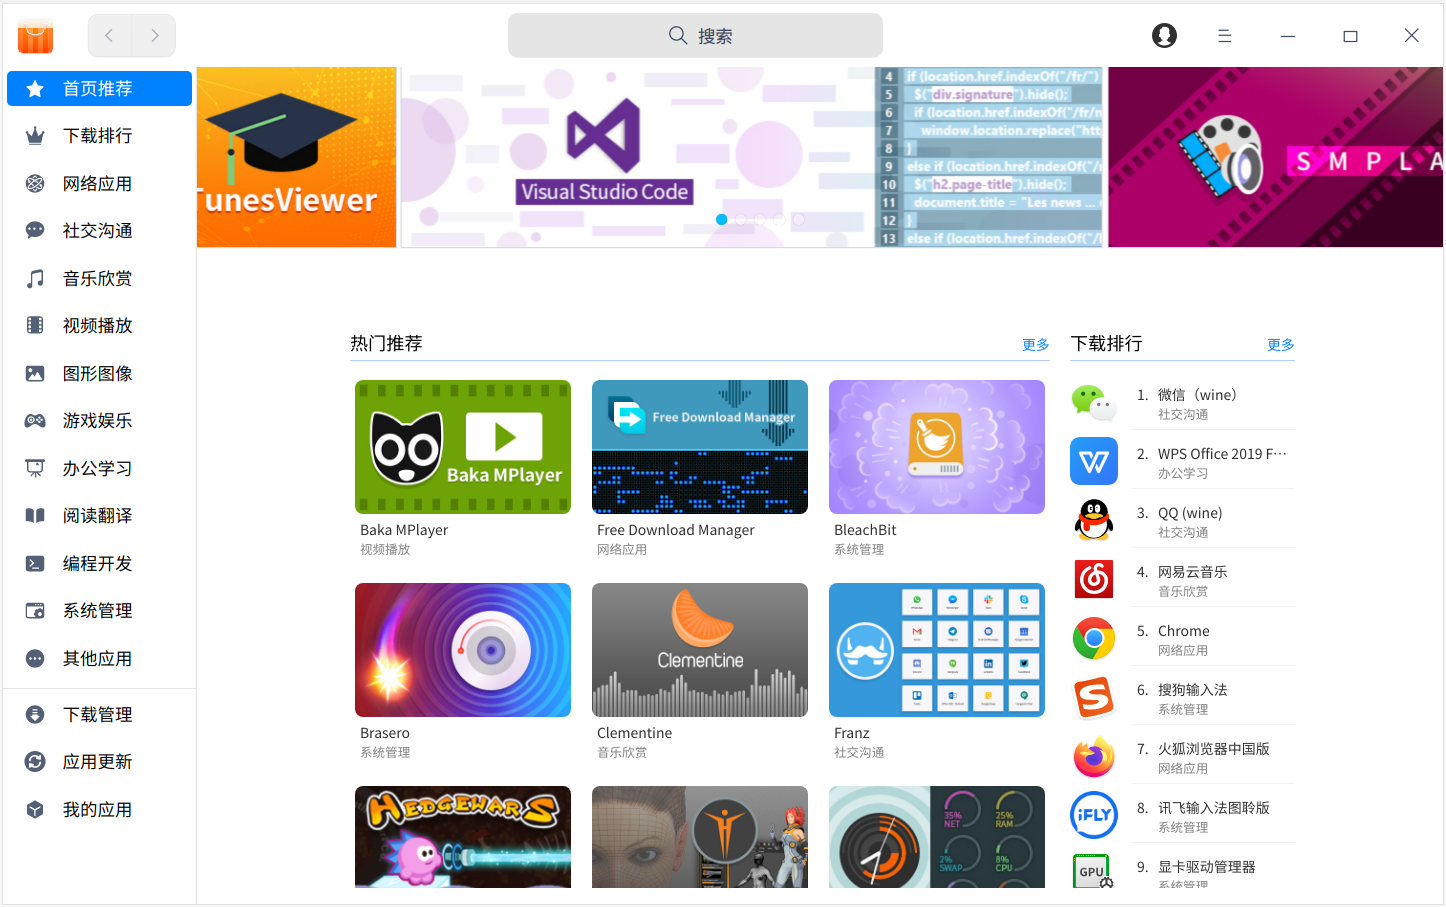 搜索
首页推荐
下载排行
网络应用
社交沟通
音乐欣赏
视频播放
图形图像
游戏娱乐
办公学习
阅读翻译
编程开发
系统管理
其他应用
下载管理
应用更新
我的应用
TunesViewer
Visual Studio Code
4 if (location.href.indexOf("/fr/")
5 $("div.signature").hide();
6 if (location.href.indexOf("/fr/n
7 window.location.replace("htt
8 }
9 else if (location.href.indexOf("/r
10 $("h2.page-title").hide();
11 document.title = "Les news ...
12 }
13 else if (location.href.indexOf("/l
SMPLA
热门推荐
更多
Baka MPlayer
Baka MPlayer
视频播放
Free Download Manager
Free Download Manager
网络应用
BleachBit
系统管理
Brasero
系统管理
Clementine
Clementine
音乐欣赏
Franz
社交沟通
HEDGEWARS
35%
NET
25%
RAM
2%
SWAP
8%
CPU
下载排行
更多
1. 微信（wine）
社交沟通
2. WPS Office 2019 F···
办公学习
3. QQ (wine)
社交沟通
4. 网易云音乐
音乐欣赏
5. Chrome
网络应用
6. 搜狗输入法
系统管理
7. 火狐浏览器中国版
网络应用
iFLY
8. 讯飞输入法图聆版
系统管理
GPU
9. 显卡驱动管理器
系统管理